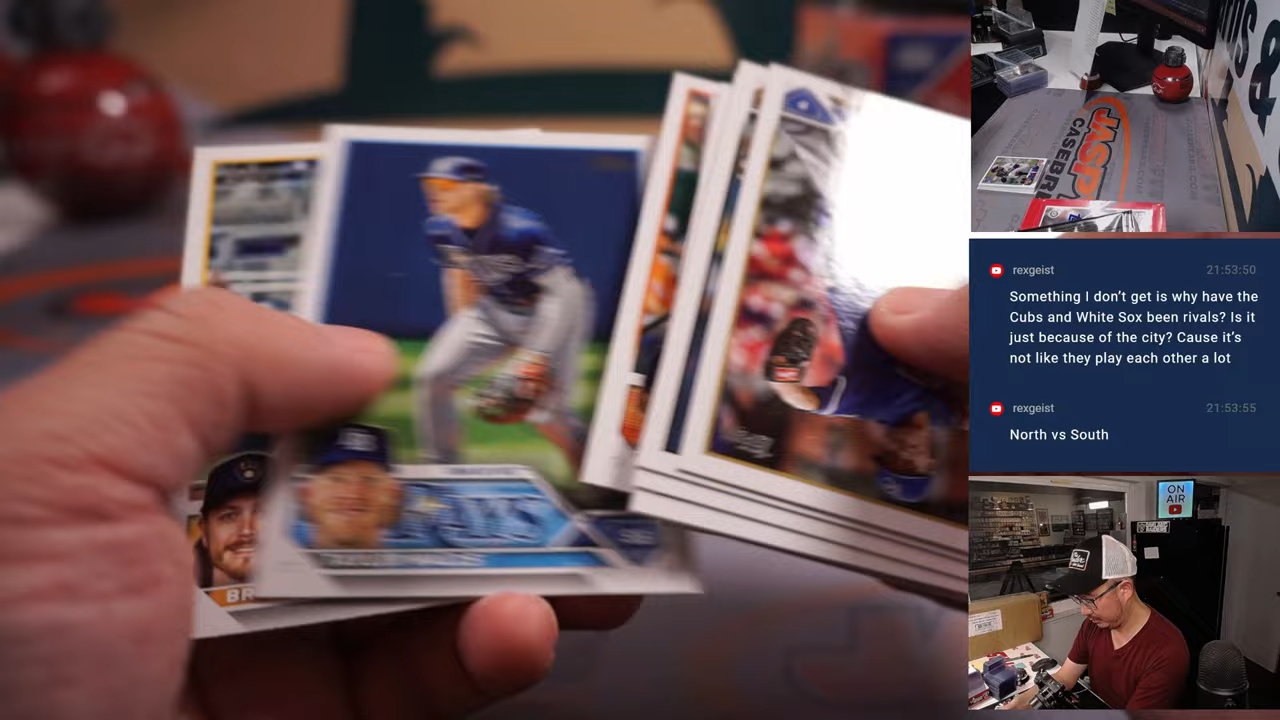 BR
JASP
CASEBR
&
rexgeist
21:53:50
Something I don't get is why have the
Cubs and White Sox been rivals? Is it
just because of the city? Cause it's
not like they play each other a lot
rexgeist
21:53:55
North vs South
ON
AIR